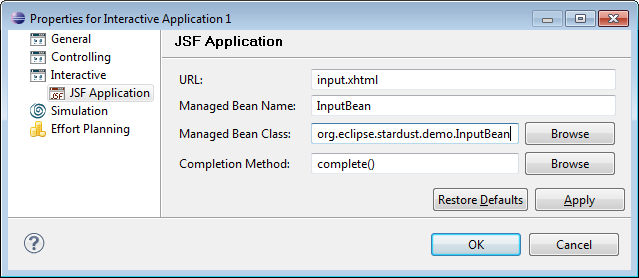 Properties for Interactive Application 1
General
Controlling
Interactive
JSF Application
Simulation
Effort Planning
JSF Application
URL: input.xhtml
Managed Bean Name: InputBean
Managed Bean Class: org.eclipse.stardust.demo.InputBean Browse
Completion Method: complete() Browse
Restore Defaults Apply
? OK Cancel